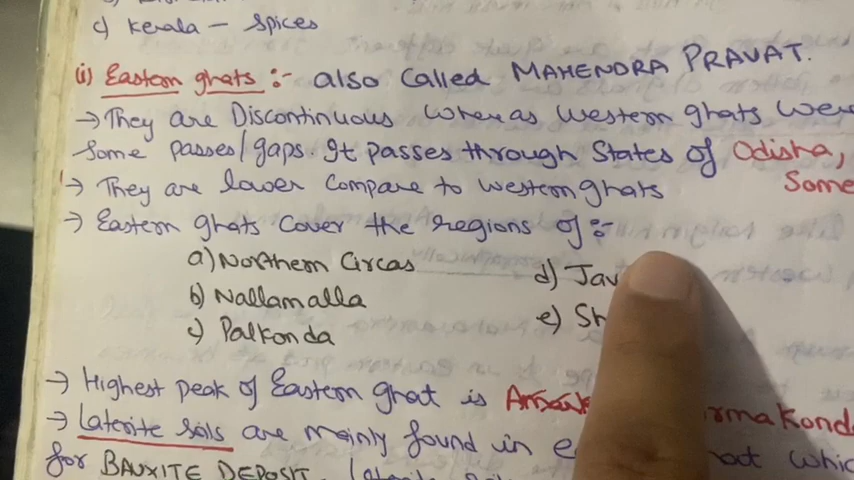 c) Kerala – Spices
(ii) Eastern ghats :- also called MAHENDRA PRAVAT.
→ They are Discontinuous whereas western ghats were
Some passes/gaps. It passes through States of Odisha,
→ They are lower compare to western ghats Some
→ Eastern ghats cover the regions of :-
a) Northern Circas
d) Jav
b) Nallamalla
e) Sh
c) Palkonda
→ Highest peak of Eastern ghat is
→ Laterite Soils are mainly found in
for BAUXITE DEPOSIT.